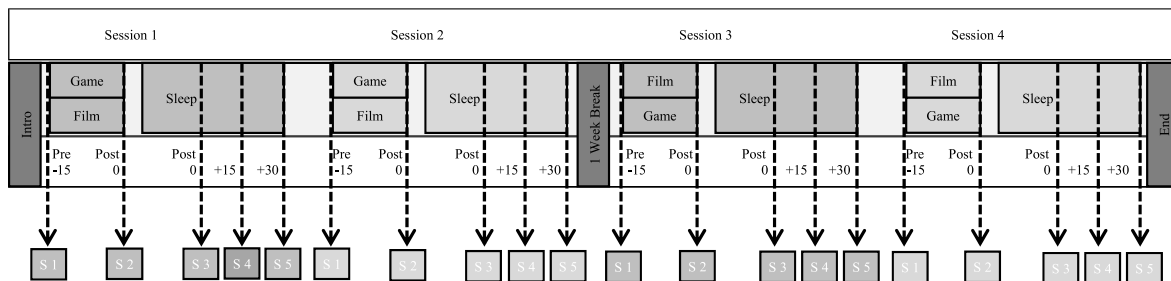 Session 1 Session 2 Session 3 Session 4
Game Game Film Film
Sleep Sleep Sleep Sleep
Film Film Game Game
Intro
1 Week Break
End
Pre Post Post Pre Post Post Pre Post Post Pre Post Post
-15 0 0 +15 +30 -15 0 0 +15 +30 -15 0 0 +15 +30 -15 0 0 +15 +30
S 1 S 2 S 3 S 4 S 5 S 1 S 2 S 3 S 4 S 5 S 1 S 2 S 3 S 4 S 5 S 1 S 2 S 3 S 4 S 5